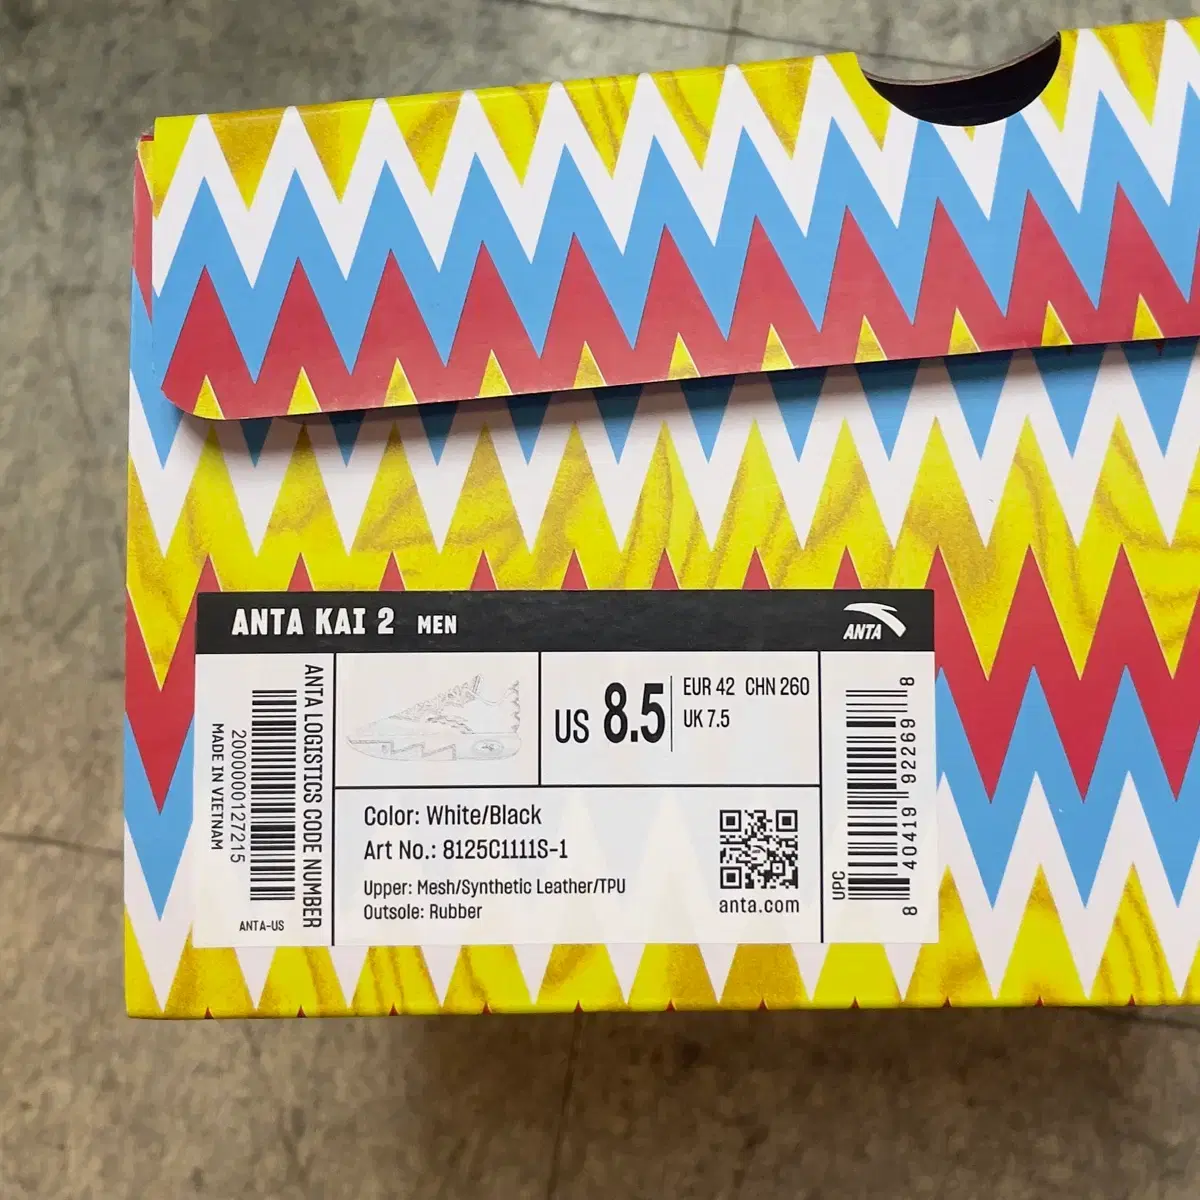 ANTA KAI 2 MEN
ANTA
ANTA LOGISTICS CODE NUMBER
2000000127215
MADE IN VIETNAM
ANTA-US
US 8.5
EUR 42 CHN 260
UK 7.5
Color: White/Black
Art No.: 8125C1111S-1
Upper: Mesh/Synthetic Leather/TPU
Outsole: Rubber
anta.com
UPC
8 40419 92269 8